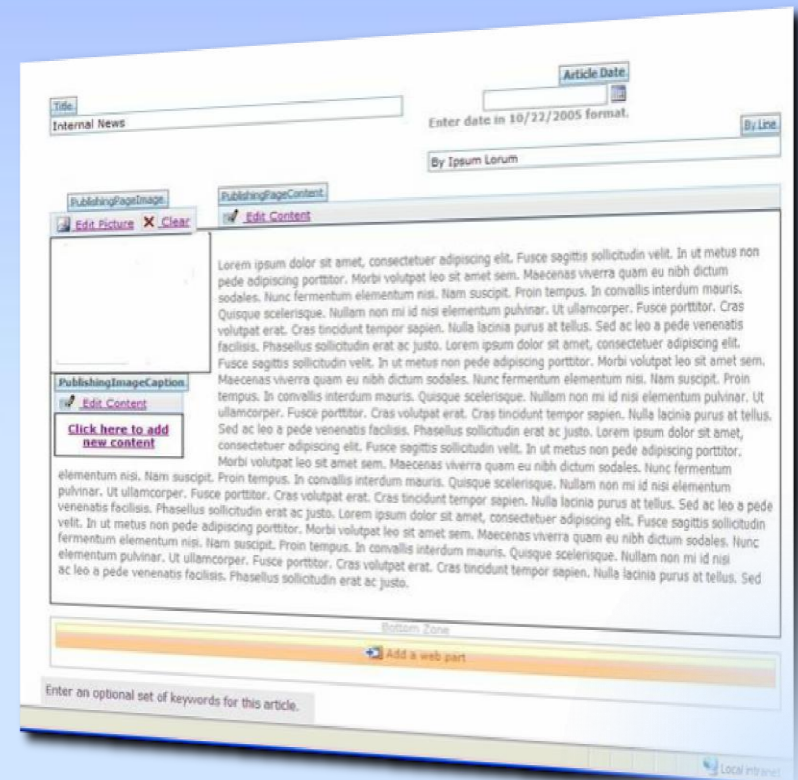 Article Date
Title
Internal News
Enter date in 10/22/2005 format.
By Line
By Ipsum Lorum
PublishingPageImage
PublishingPageContent
Edit Picture X Clear
Edit Content
Lorem ipsum dolor sit amet, consectetuer adipiscing elit. Fusce sagittis sollicitudin velit. In ut metus non
pede adipiscing porttitor. Morbi volutpat leo sit amet sem. Maecenas viverra quam eu nibh dictum
sodales. Nunc fermentum elementum nisi. Nam suscipit. Proin tempus. In convallis interdum mauris.
Quisque scelerisque. Nullam non mi id nisi elementum pulvinar. Ut ullamcorper. Fusce porttitor. Cras
volutpat erat. Cras tincidunt tempor sapien. Nulla lacinia purus at tellus. Sed ac leo a pede venenatis
facilisis. Phasellus sollicitudin erat ac justo. Lorem ipsum dolor sit amet, consectetuer adipiscing elit.
Fusce sagittis sollicitudin velit. In ut metus non pede adipiscing porttitor. Morbi volutpat leo sit amet sem.
Maecenas viverra quam eu nibh dictum sodales. Nunc fermentum elementum nisi. Nam suscipit. Proin
tempus. In convallis interdum mauris. Quisque scelerisque. Nullam non mi id nisi elementum pulvinar. Ut
ullamcorper. Fusce porttitor. Cras volutpat erat. Cras tincidunt tempor sapien. Nulla lacinia purus at tellus.
Sed ac leo a pede venenatis facilisis. Phasellus sollicitudin erat ac justo. Lorem ipsum dolor sit amet,
consectetuer adipiscing elit. Fusce sagittis sollicitudin velit. In ut metus non pede adipiscing porttitor.
Morbi volutpat leo sit amet sem. Maecenas viverra quam eu nibh dictum sodales. Nunc fermentum
PublishingImageCaption
Edit Content
Click here to add
new content
elementum nisi. Nam suscipit. Proin tempus. In convallis interdum mauris. Quisque scelerisque. Nullam non mi id nisi elementum
pulvinar. Ut ullamcorper. Fusce porttitor. Cras volutpat erat. Cras tincidunt tempor sapien. Nulla lacinia purus at tellus. Sed ac leo a pede
venenatis facilisis. Phasellus sollicitudin erat ac justo. Lorem ipsum dolor sit amet, consectetuer adipiscing elit. Fusce sagittis sollicitudin
velit. In ut metus non pede adipiscing porttitor. Morbi volutpat leo sit amet sem. Maecenas viverra quam eu nibh dictum sodales. Nunc
fermentum elementum nisi. Nam suscipit. Proin tempus. In convallis interdum mauris. Quisque scelerisque. Nullam non mi id nisi
elementum pulvinar. Ut ullamcorper. Fusce porttitor. Cras volutpat erat. Cras tincidunt tempor sapien. Nulla lacinia purus at tellus. Sed
ac leo a pede venenatis facilisis. Phasellus sollicitudin erat ac justo.
Bottom Zone
Add a web part
Enter an optional set of keywords for this article.
Local intranet